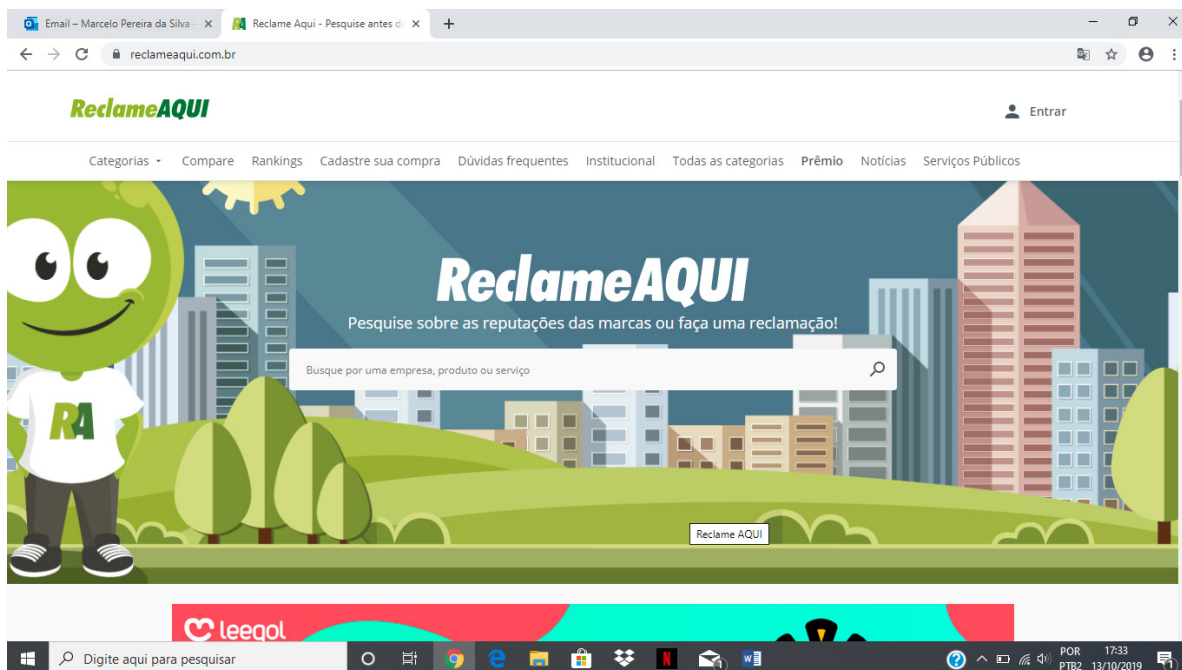 Email – Marcelo Pereira da Silva -
Reclame Aqui - Pesquise antes de
reclameaqui.com.br
ReclameAQUI
Entrar
Categorias Compare Rankings Cadastre sua compra Dúvidas frequentes Institucional Todas as categorias Prêmio Notícias Serviços Públicos
ReclameAQUI
Pesquise sobre as reputações das marcas ou faça uma reclamação!
Busque por uma empresa, produto ou serviço
RA
Reclame AQUI
leegol
Digite aqui para pesquisar
POR 17:33
PTB2 13/10/2019